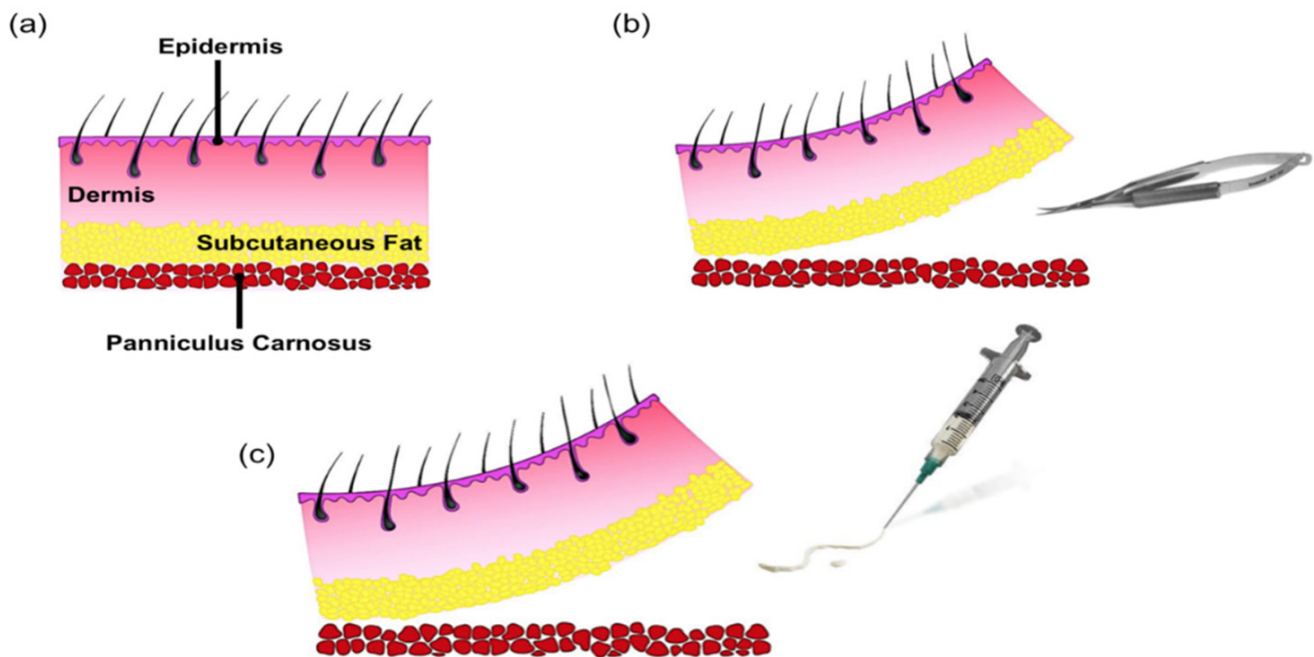 (a)
Epidermis
Dermis
Subcutaneous Fat
Panniculus Carnosus
(b)
(c)